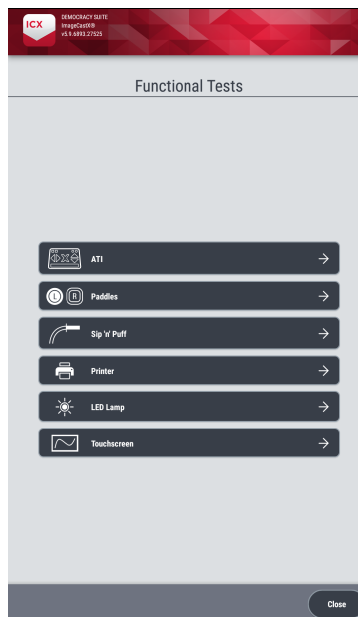 ICX
DEMOCRACY SUITE
ImageCastX®
v5.9.6893.27525
Functional Tests
ATI
L R Paddles
Sip 'n' Puff
Printer
LED Lamp
Touchscreen
Close